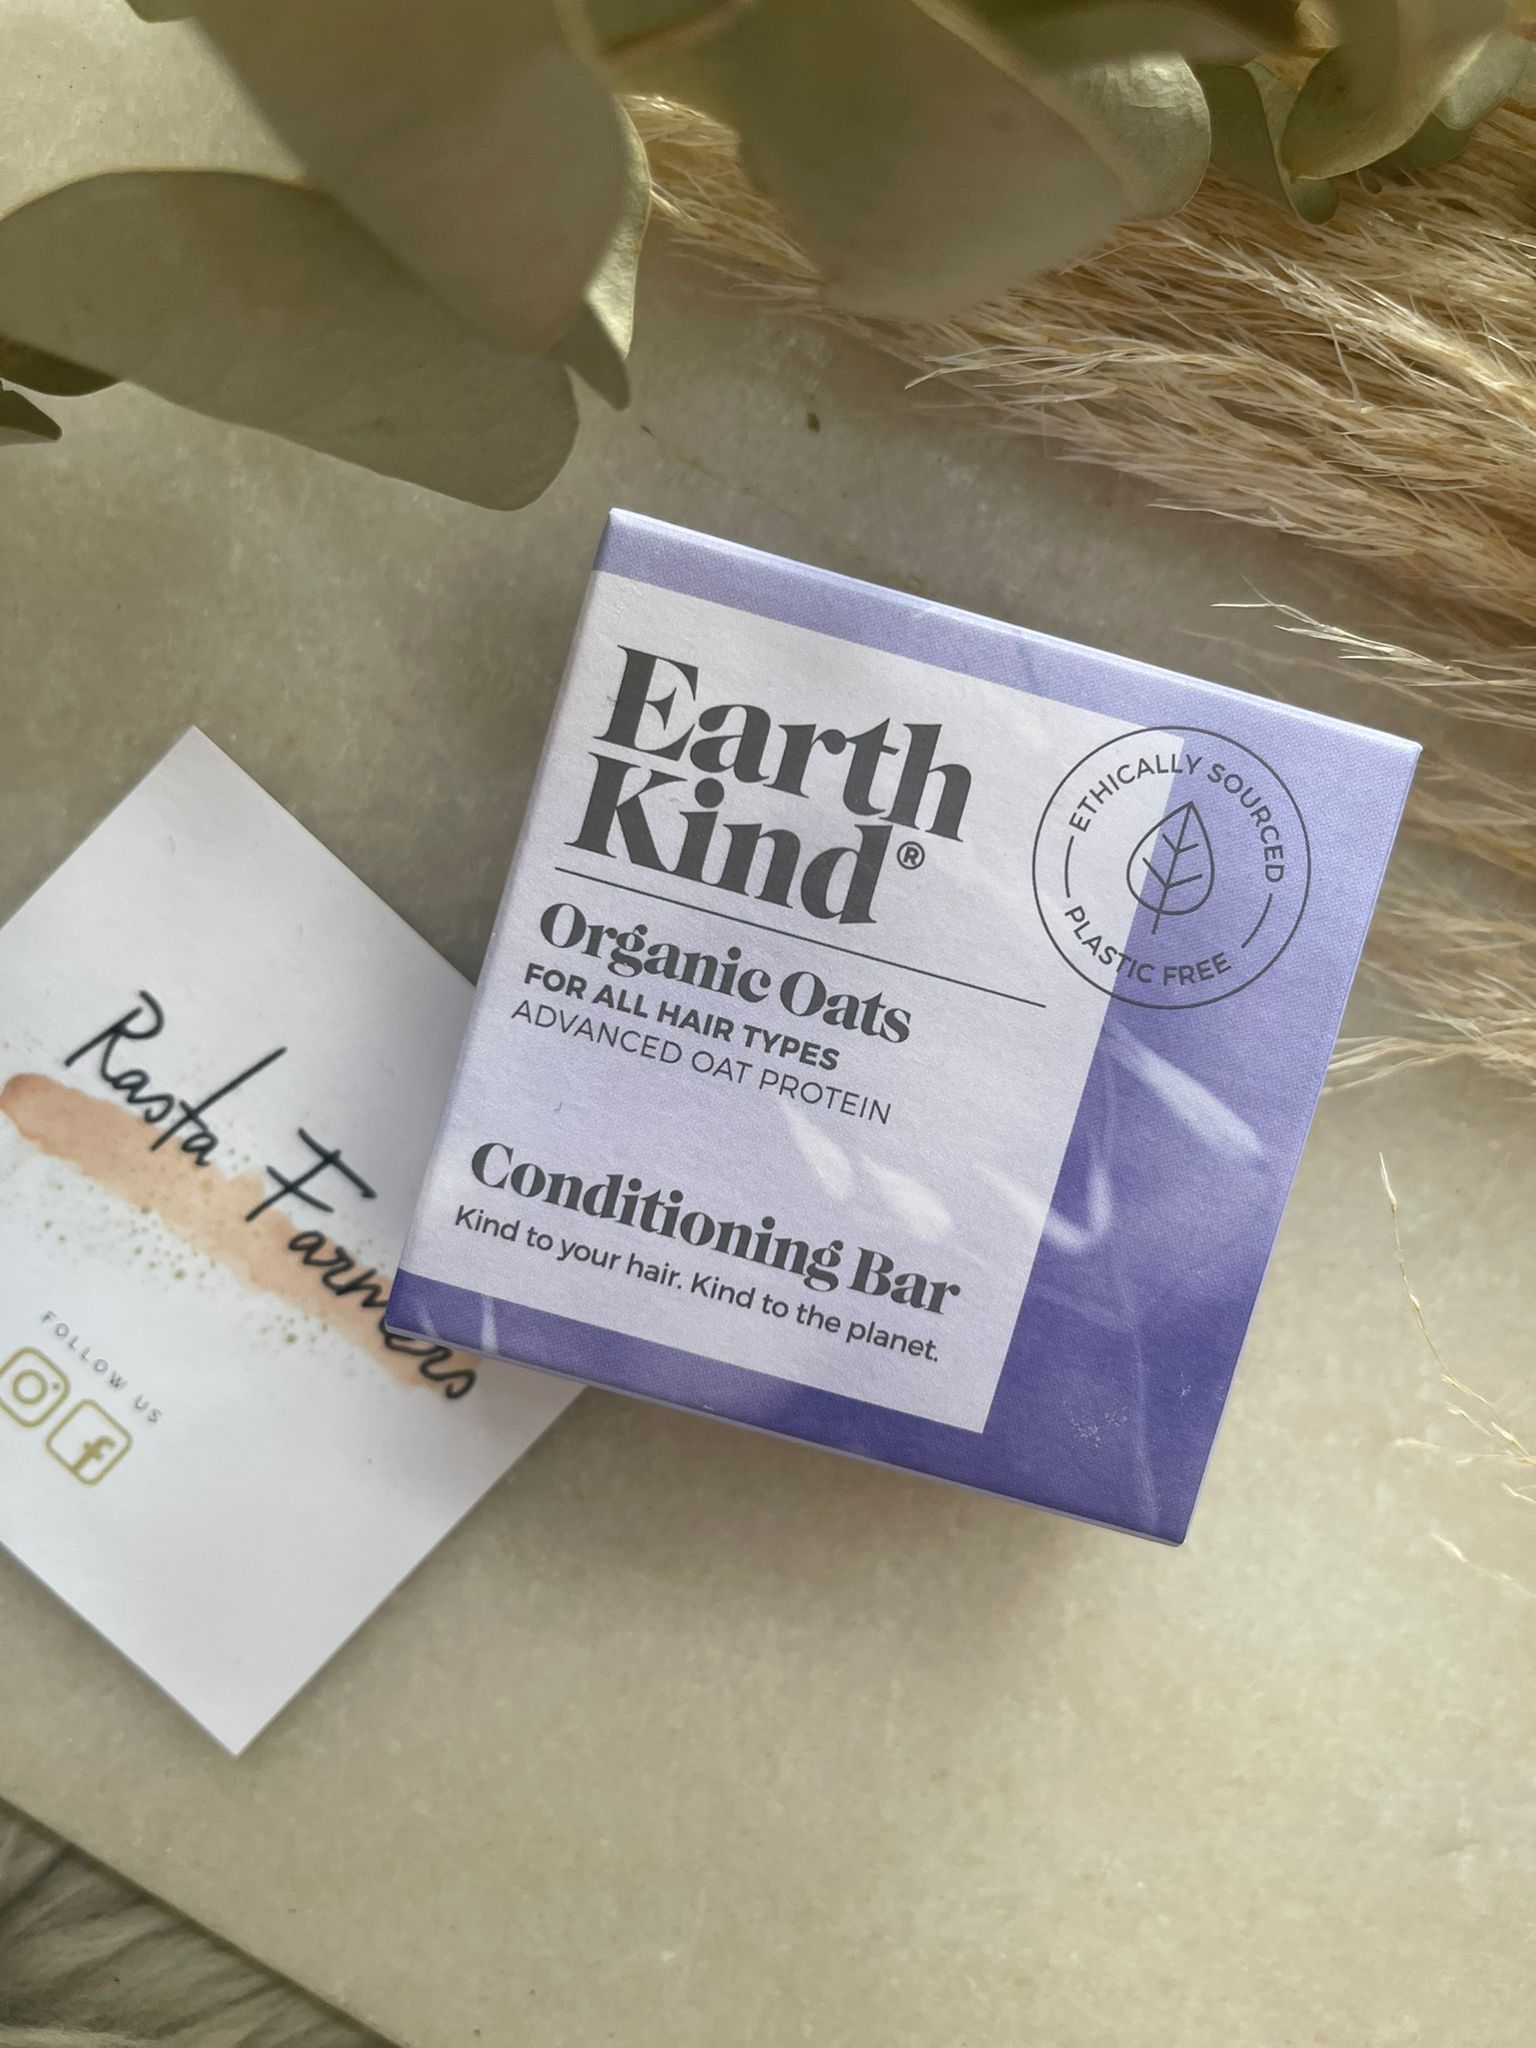 Earth
Kind®
Organic Oats
FOR ALL HAIR TYPES
ADVANCED OAT PROTEIN
Conditioning Bar
Kind to your hair. Kind to the planet.
ETHICALLY SOURCED
PLASTIC FREE
Rasta Farmers
FOLLOW US